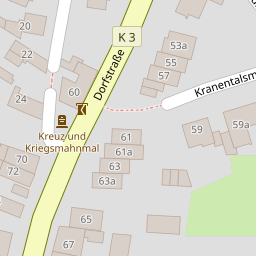 20
22
24
60
K 3
Dorfstraße
53a
55
57
Kranentalsm
59
59a
Kreuz und
Kriegsmahnmal
61
61a
63
63a
70
72
65
67